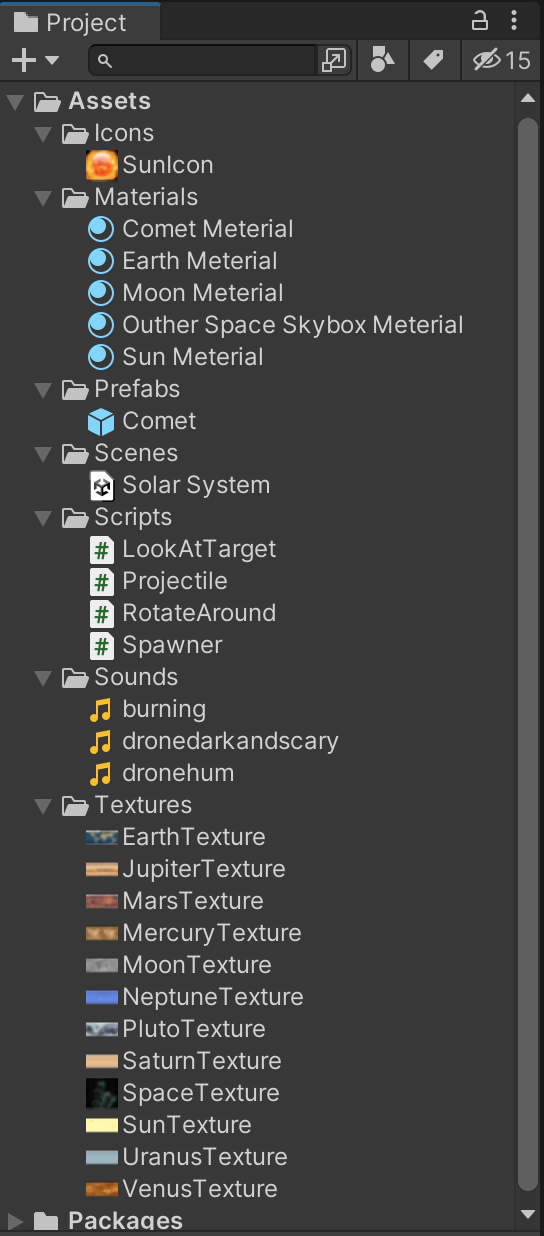 Project
15
Assets
Icons
SunIcon
Materials
Comet Meterial
Earth Meterial
Moon Meterial
Outher Space Skybox Meterial
Sun Meterial
Prefabs
Comet
Scenes
Solar System
Scripts
# LookAtTarget
# Projectile
# RotateAround
# Spawner
Sounds
burning
dronedarkandscary
dronehum
Textures
EarthTexture
JupiterTexture
MarsTexture
MercuryTexture
MoonTexture
NeptuneTexture
PlutoTexture
SaturnTexture
SpaceTexture
SunTexture
UranusTexture
VenusTexture
Packages